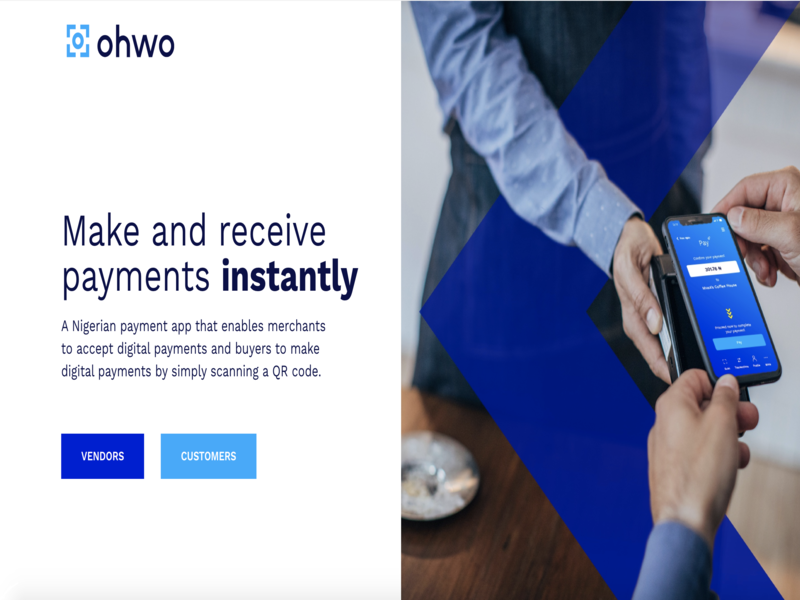 ohwo
Make and receive
payments instantly
A Nigerian payment app that enables merchants
to accept digital payments and buyers to make
digital payments by simply scanning a QR code.
VENDORS CUSTOMERS
Pay
Confirm your payment
to
Pay